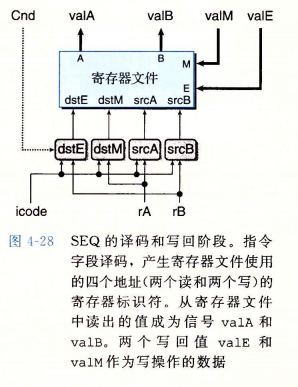 Cnd valA valB valM valE
A B M
寄存器文件 E
dstE dstM srcA srcB
dstE dstM srcA srcB
icode rA rB
图 4-28 SEQ 的译码和写回阶段。指令
字段译码，产生寄存器文件使用
的四个地址(两个读和两个写)的
寄存器标识符。从寄存器文件
中读出的值成为信号 valA 和
valB。两个写回值 valE 和
valM 作为写操作的数据